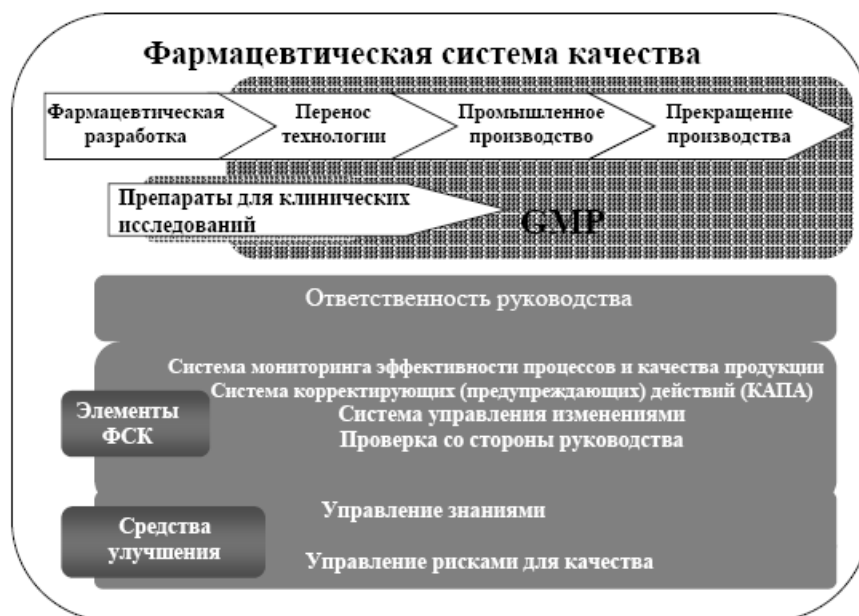 Фармацевтическая система качества
Фармацевтическая
разработка
Перенос
технологии
Промышленное
производство
Прекращение
производства
Препараты для клинических
исследований
GMP
Ответственность руководства
Система мониторинга эффективности процессов и качества продукции
Система корректирующих (предупреждающих) действий (КАПА)
Система управления изменениями
Проверка со стороны руководства
Элементы
ФСК
Средства
улучшения
Управление знаниями
Управление рисками для качества